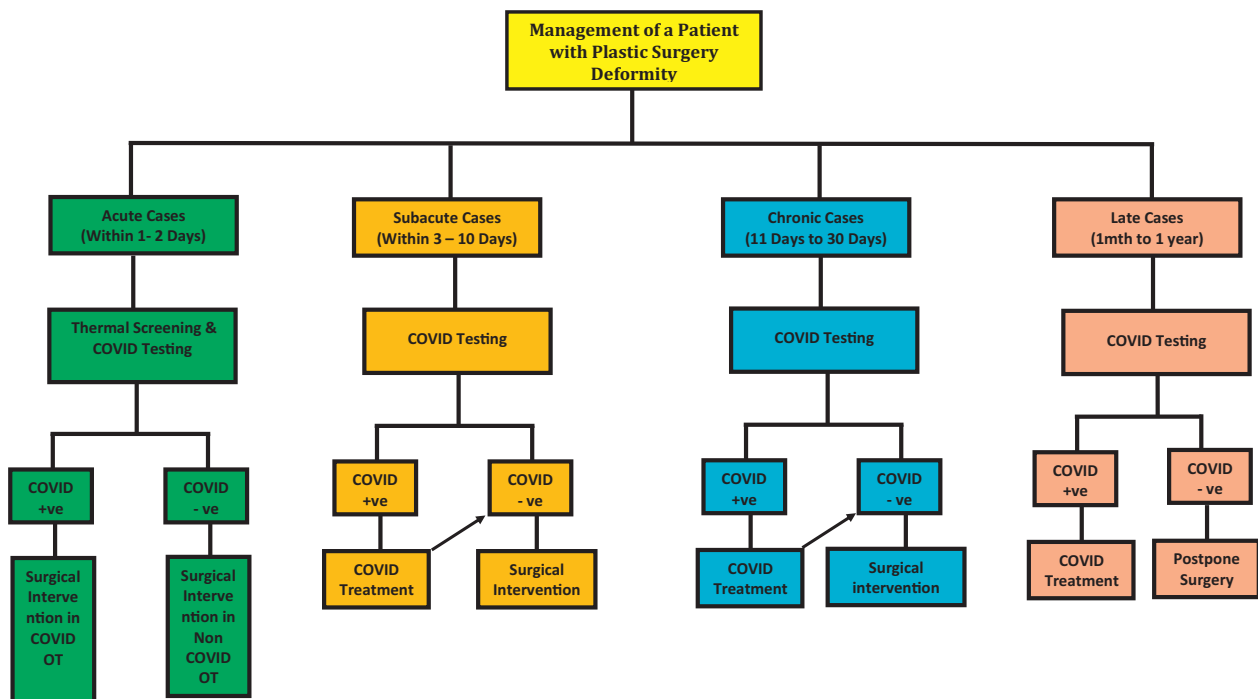 Management of a Patient
with Plastic Surgery
Deformity
Acute Cases
(Within 1- 2 Days)
Subacute Cases
(Within 3 – 10 Days)
Chronic Cases
(11 Days to 30 Days)
Late Cases
(1mth to 1 year)
Thermal Screening &
COVID Testing
COVID Testing
COVID Testing
COVID Testing
COVID
+ve
COVID
- ve
COVID
+ve
COVID
- ve
COVID
+ve
COVID
- ve
COVID
+ve
COVID
- ve
Surgical
Interve
ntion in
COVID
OT
Surgical
Interve
ntion in
Non
COVID
OT
COVID
Treatment
Surgical
Intervention
COVID
Treatment
Surgical
intervention
COVID
Treatment
Postpone
Surgery